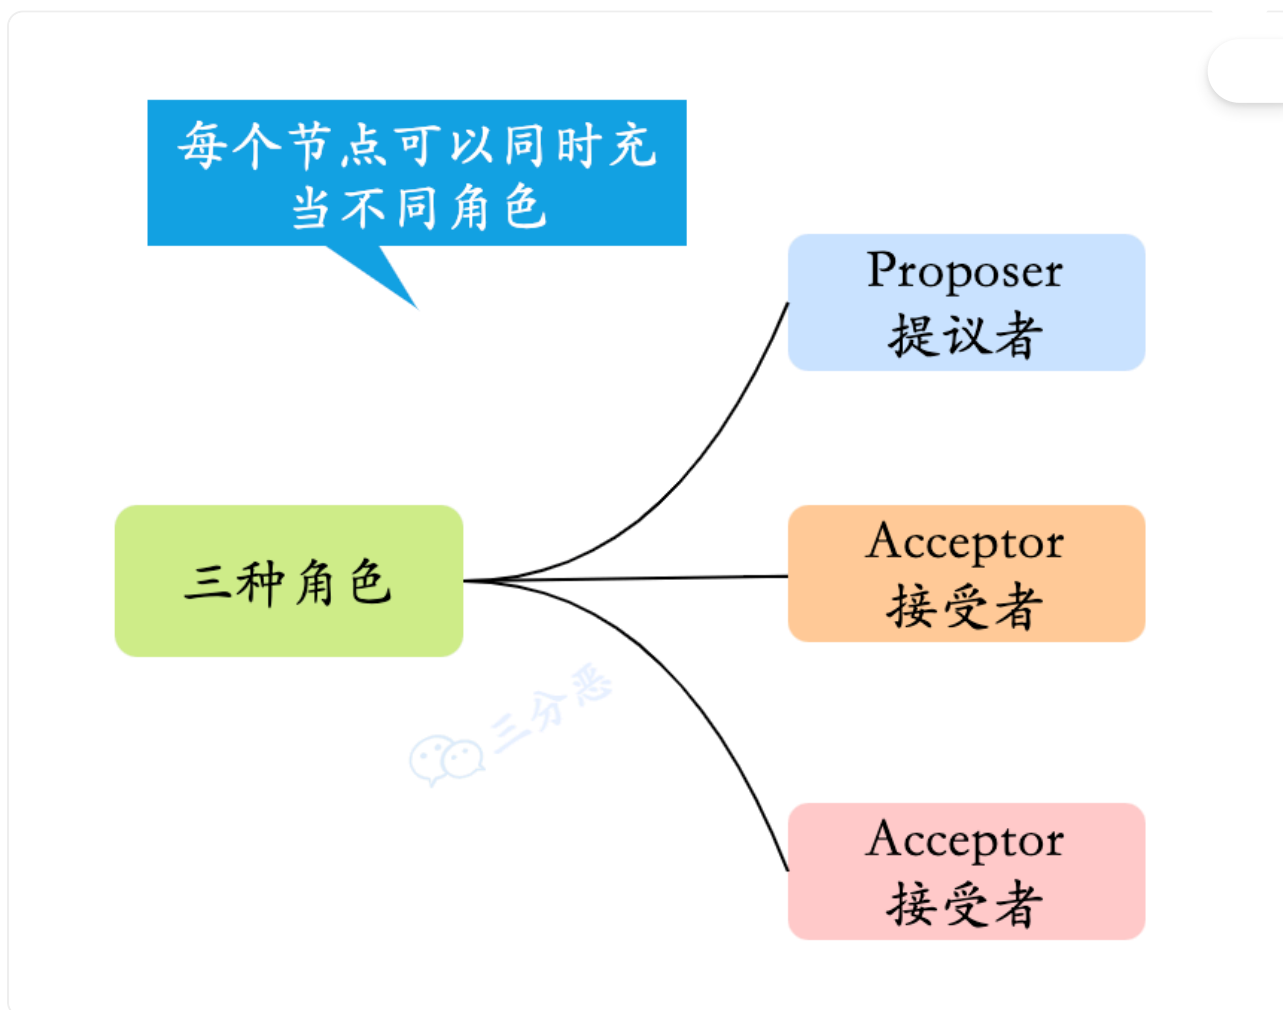 每个节点可以同时充
当不同角色
Proposer
提议者
三种角色
Acceptor
接受者
三分恶
Acceptor
接受者